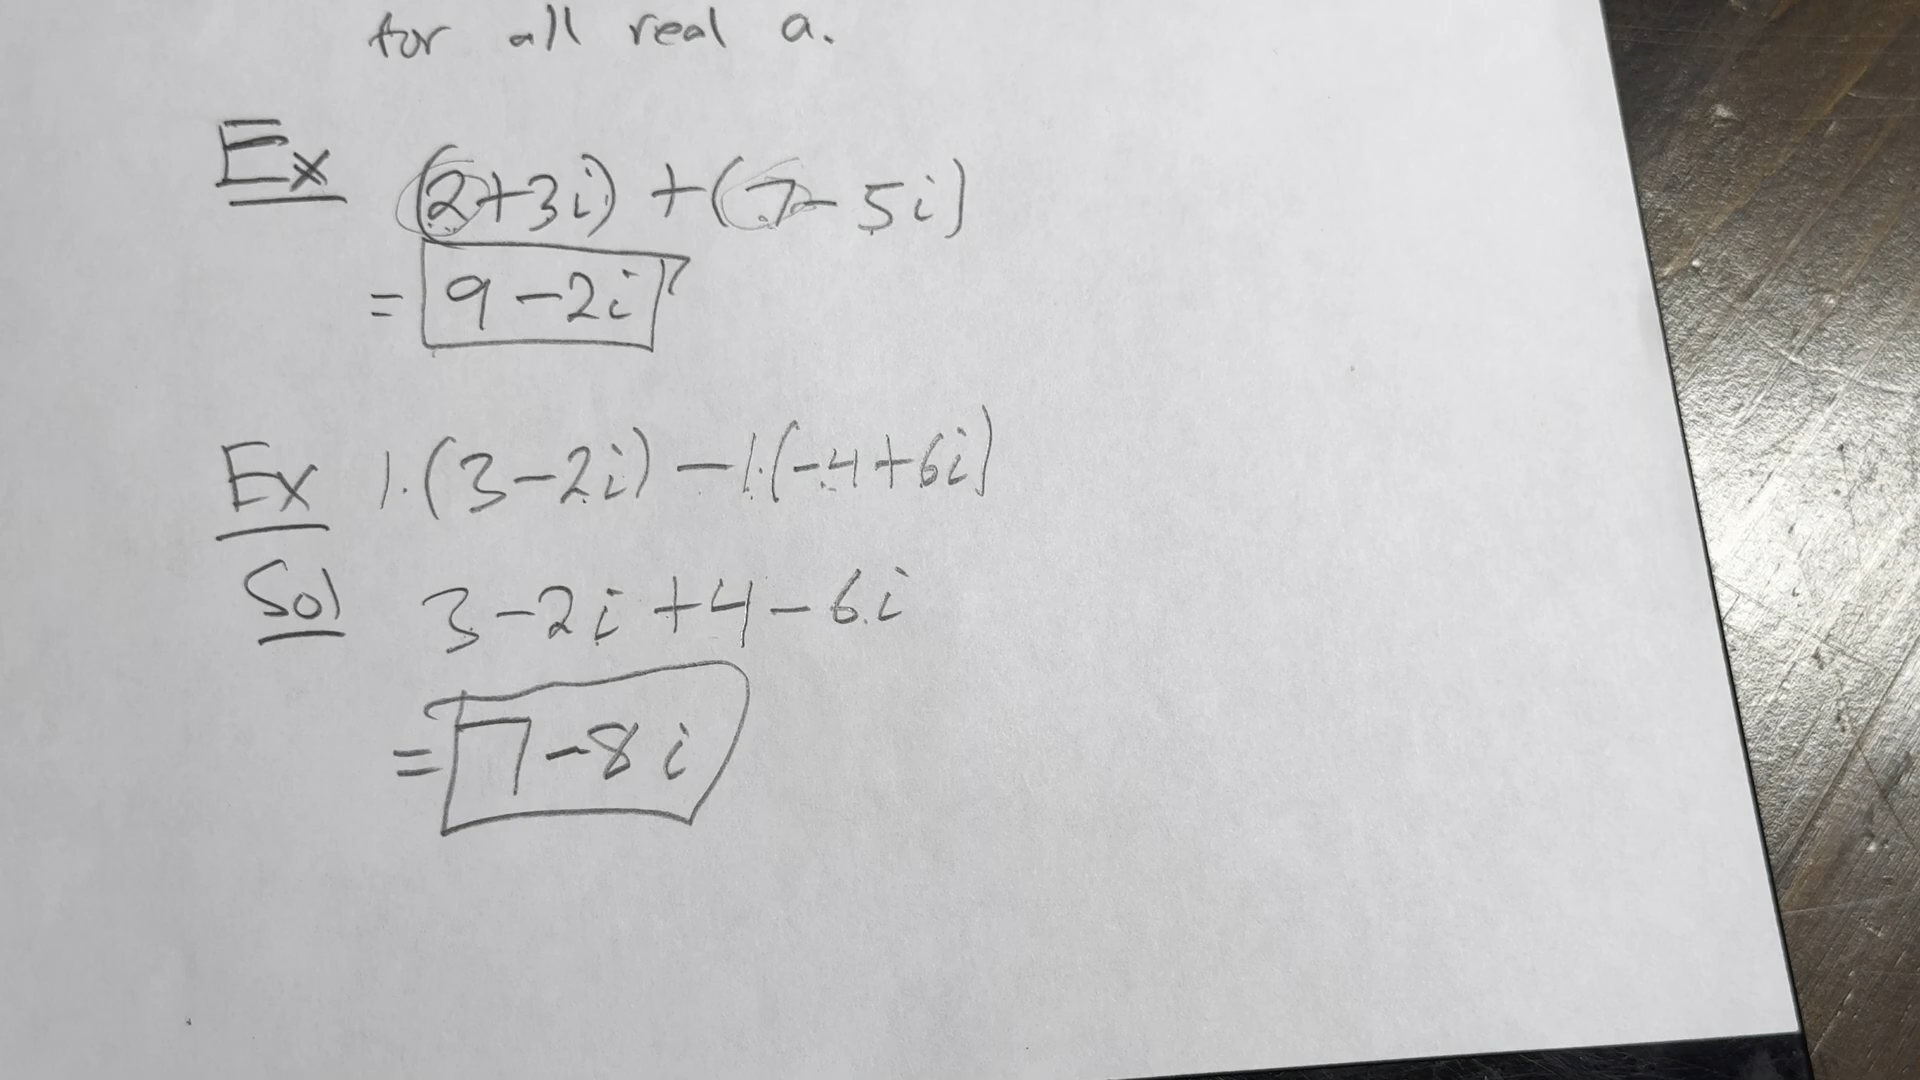 for all real a.
Ex (2+3i) + (7- 5i)
= 9-2i
Ex 1.(3-2i) -1.(-4+6i)
Sol 3-2i +4-6i
= 7-8i